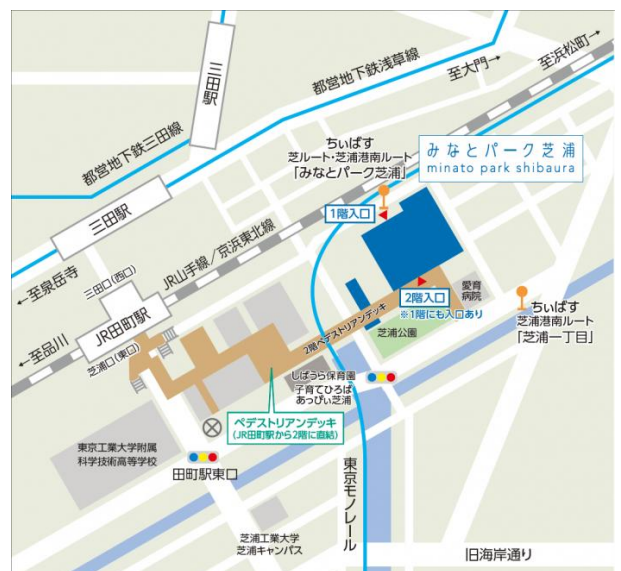 三田駅
都営地下鉄浅草線
至大門→
至浜松町→
都営地下鉄三田線
ちぃばす
芝ルート・芝浦港南ルート
「みなとパーク芝浦」
みなとパーク芝浦
minato park shibaura
1階入口
三田駅
JR山手線／京浜東北線
←至泉岳寺
三田口(西口)
2階入口
※1階にも入口あり
愛育
病院
JR田町駅
ちぃばす
芝浦港南ルート
「芝浦一丁目」
←至品川
芝浦口(東口)
2階ペデストリアンデッキ
芝浦公園
しばうら保育園
子育てひろば
あっぴぃ芝浦
ペデストリアンデッキ
(JR田町駅から2階に直結)
東京工業大学附属
科学技術高等学校
田町駅東口
東京モノレール
芝浦工業大学
芝浦キャンパス
旧海岸通り